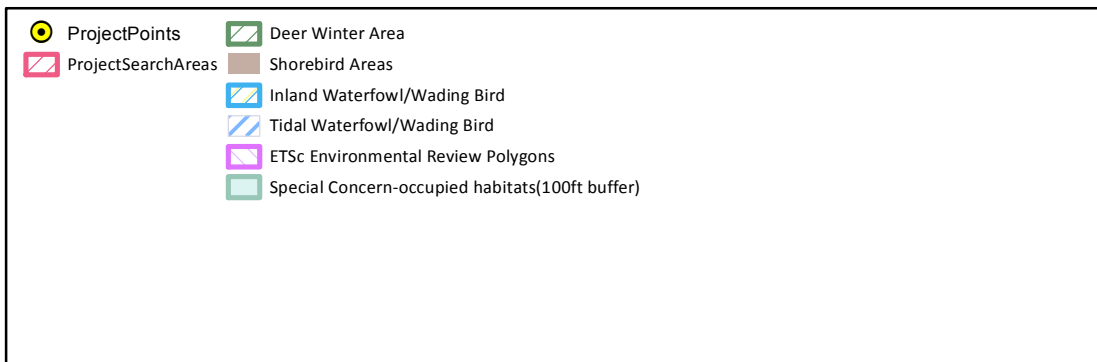 ProjectPoints
ProjectSearchAreas
Deer Winter Area
Shorebird Areas
Inland Waterfowl/Wading Bird
Tidal Waterfowl/Wading Bird
ETSc Environmental Review Polygons
Special Concern-occupied habitats(100ft buffer)